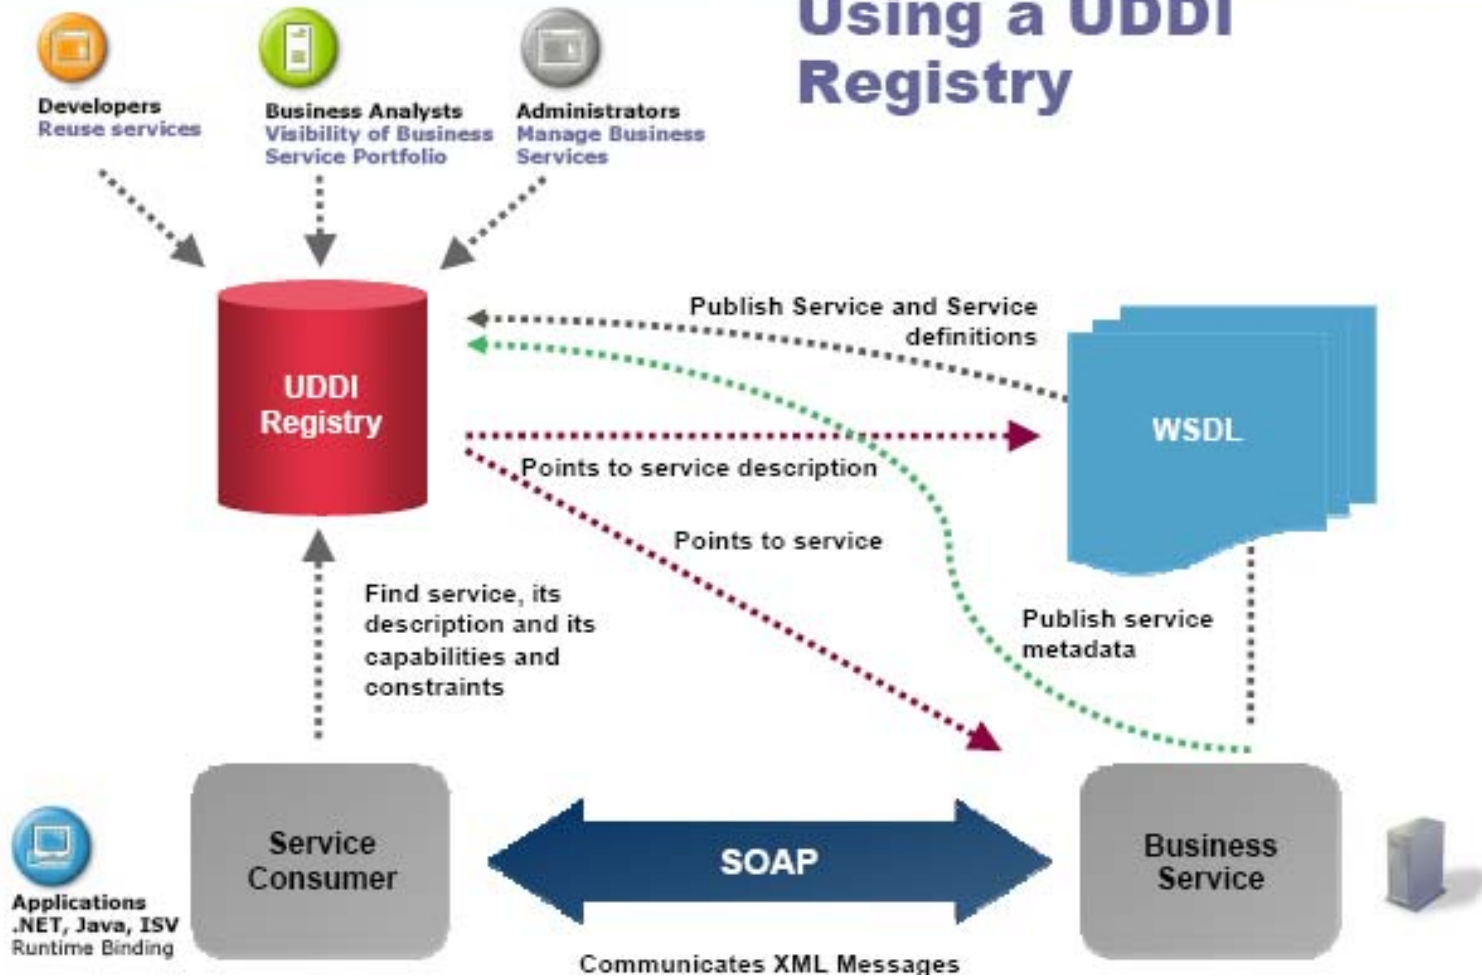 Using a UDDI
Registry
Developers
Reuse services
Business Analysts
Visibility of Business
Service Portfolio
Administrators
Manage Business
Services
Publish Service and Service
definitions
UDDI
Registry
WSDL
Points to service description
Points to service
Find service, its
description and its
capabilities and
constraints
Publish service
metadata
Service
Consumer
SOAP
Business
Service
Applications
.NET, Java, ISV
Runtime Binding
Communicates XML Messages